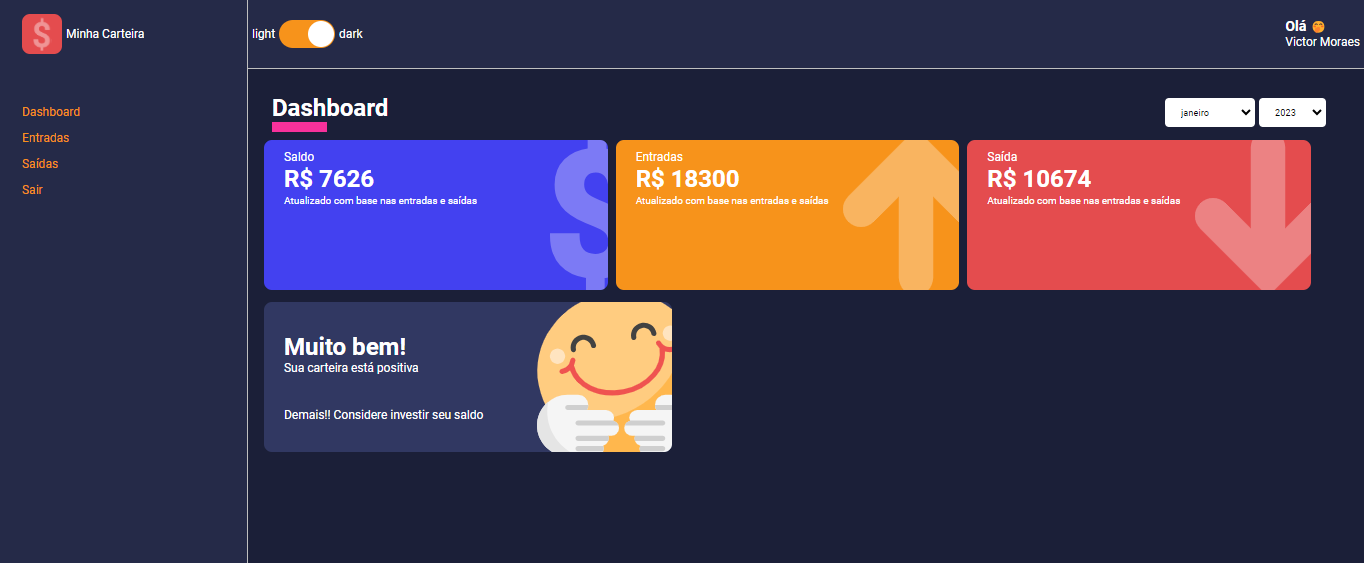 Minha Carteira
light dark
Olá 🤭
Victor Moraes
Dashboard
Entradas
Saídas
Sair
Dashboard
janeiro 2023
Saldo
R$ 7626
Atualizado com base nas entradas e saídas
Entradas
R$ 18300
Atualizado com base nas entradas e saídas
Saída
R$ 10674
Atualizado com base nas entradas e saídas
Muito bem!
Sua carteira está positiva
Demais!! Considere investir seu saldo